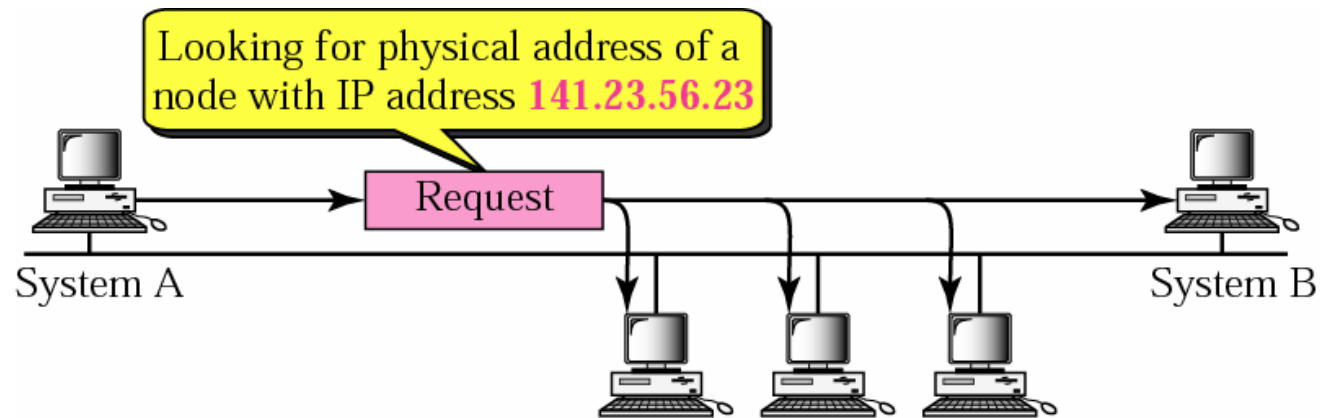 Looking for physical address of a
node with IP address 141.23.56.23
Request
System A
System B